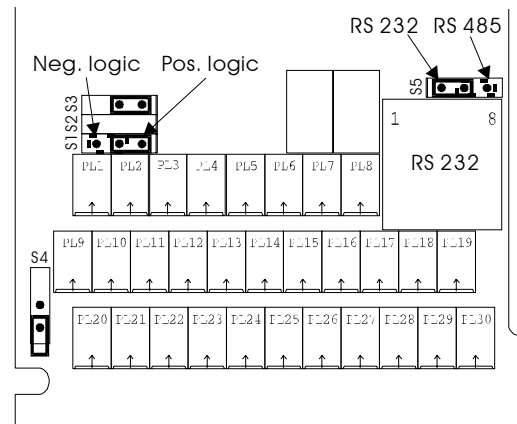 RS 232 RS 485
Neg. logic Pos. logic
S5
S3
S2
S1
1 8
RS 232
PL1 PL2 PL3 PL4 PL5 PL6 PL7 PL8
PL9 PL10 PL11 PL12 PL13 PL14 PL15 PL16 PL17 PL18 PL19
S4
PL20 PL21 PL22 PL23 PL24 PL25 PL26 PL27 PL28 PL29 PL30